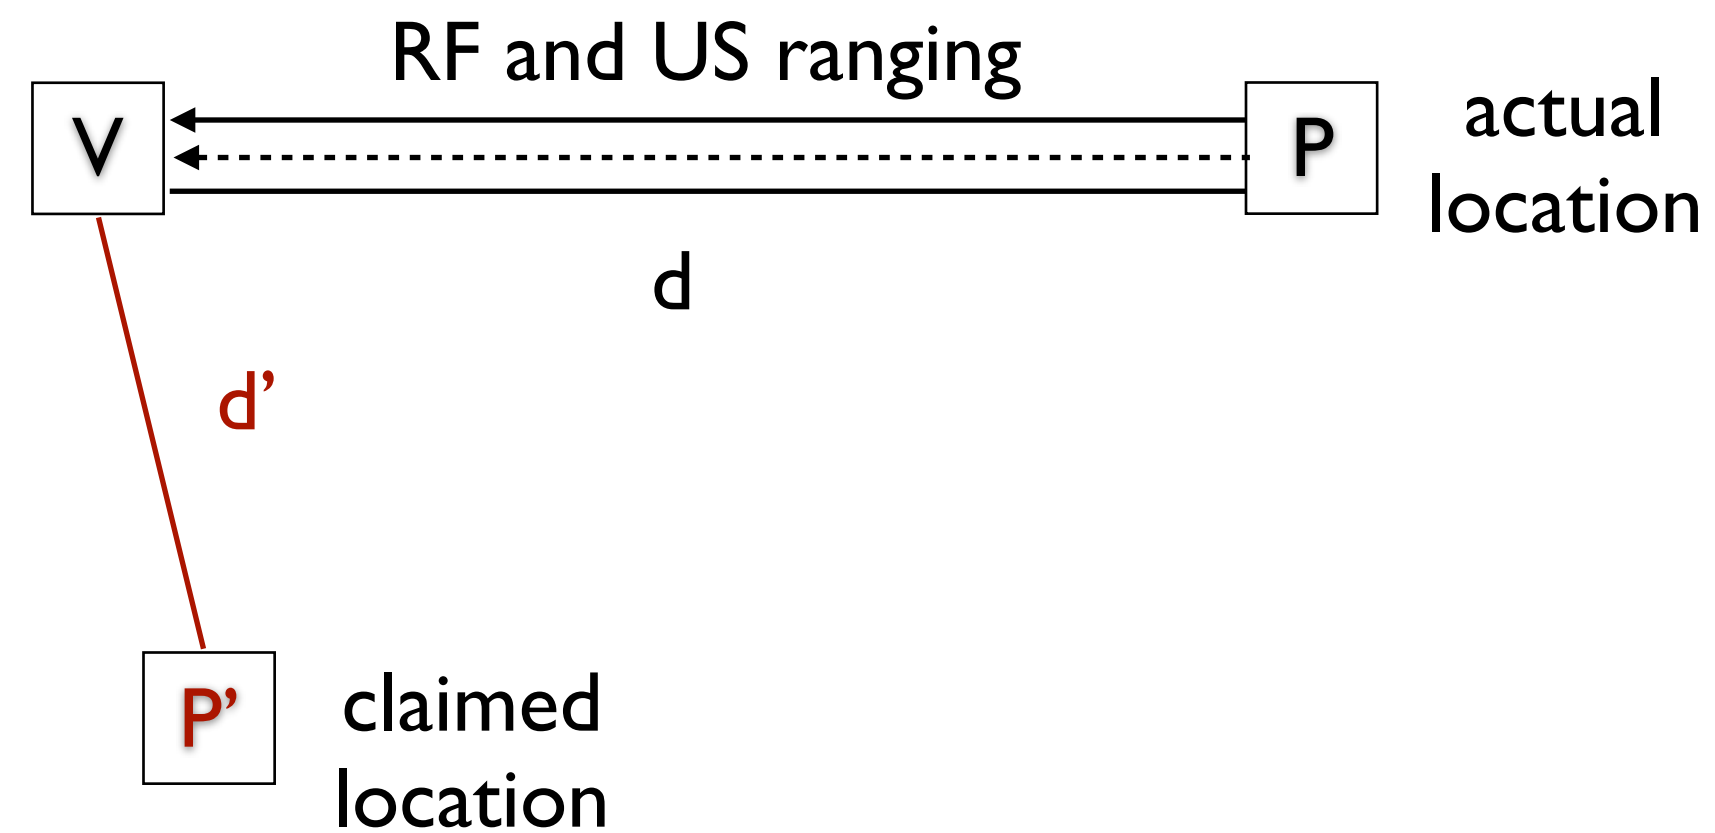 RF and US ranging
V
P
actual
location
d
d’
P’
claimed
location